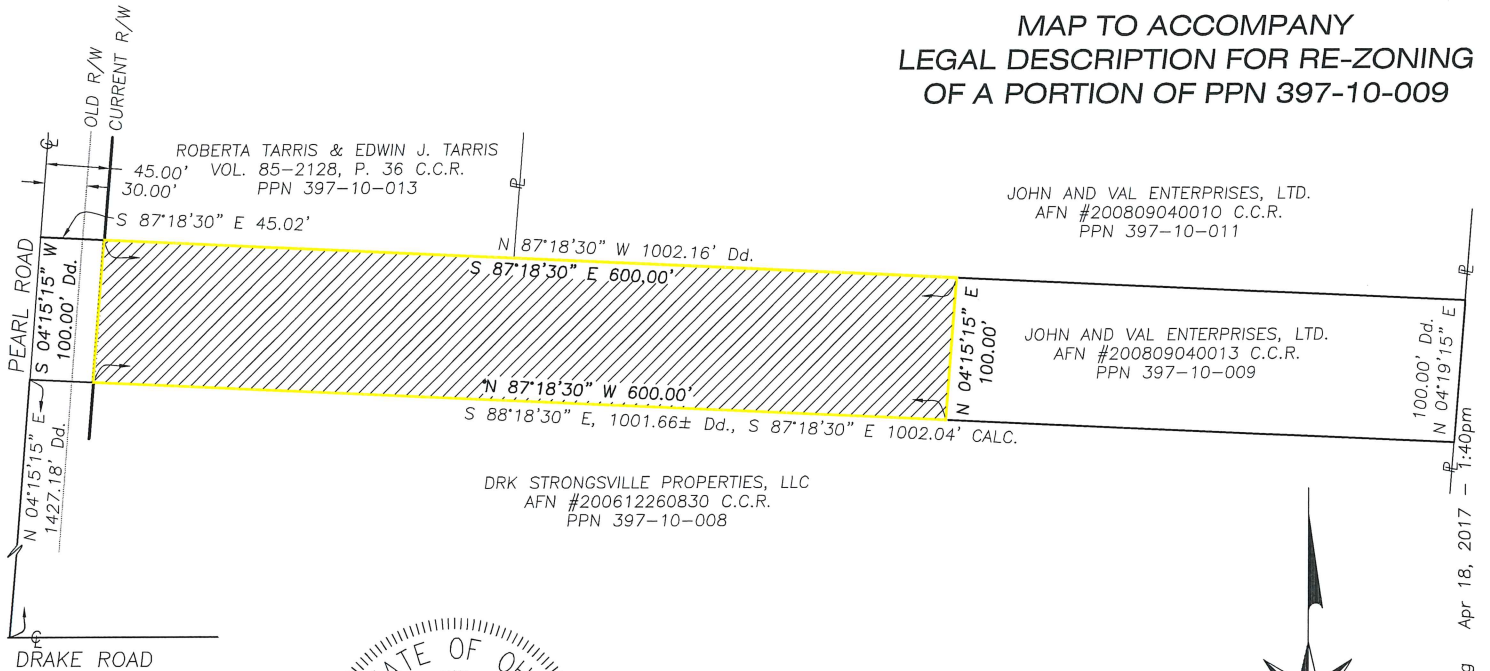 MAP TO ACCOMPANY
LEGAL DESCRIPTION FOR RE-ZONING
OF A PORTION OF PPN 397-10-009
OLD R/W
CURRENT R/W
ROBERTA TARRIS & EDWIN J. TARRIS
VOL. 85-2128, P. 36 C.C.R.
PPN 397-10-013
45.00'
30.00'
JOHN AND VAL ENTERPRISES, LTD.
AFN #200809040010 C.C.R.
PPN 397-10-011
S 87°18'30" E 45.02'
N 87°18'30" W 1002.16' Dd.
S 87°18'30" E 600.00'
PEARL ROAD
S 04°15'15" W
100.00' Dd.
N 04°15'15" E
100.00'
JOHN AND VAL ENTERPRISES, LTD.
AFN #200809040013 C.C.R.
PPN 397-10-009
100.00' Dd.
N 04°19'15" E
N 87°18'30" W 600.00'
S 88°18'30" E, 1001.66± Dd., S 87°18'30" E 1002.04' CALC.
N 04°15'15" E
1427.18' Dd.
DRK STRONGSVILLE PROPERTIES, LLC
AFN #200612260830 C.C.R.
PPN 397-10-008
DRAKE ROAD
ATE OF OH
Apr 18, 2017 - 1:40pm